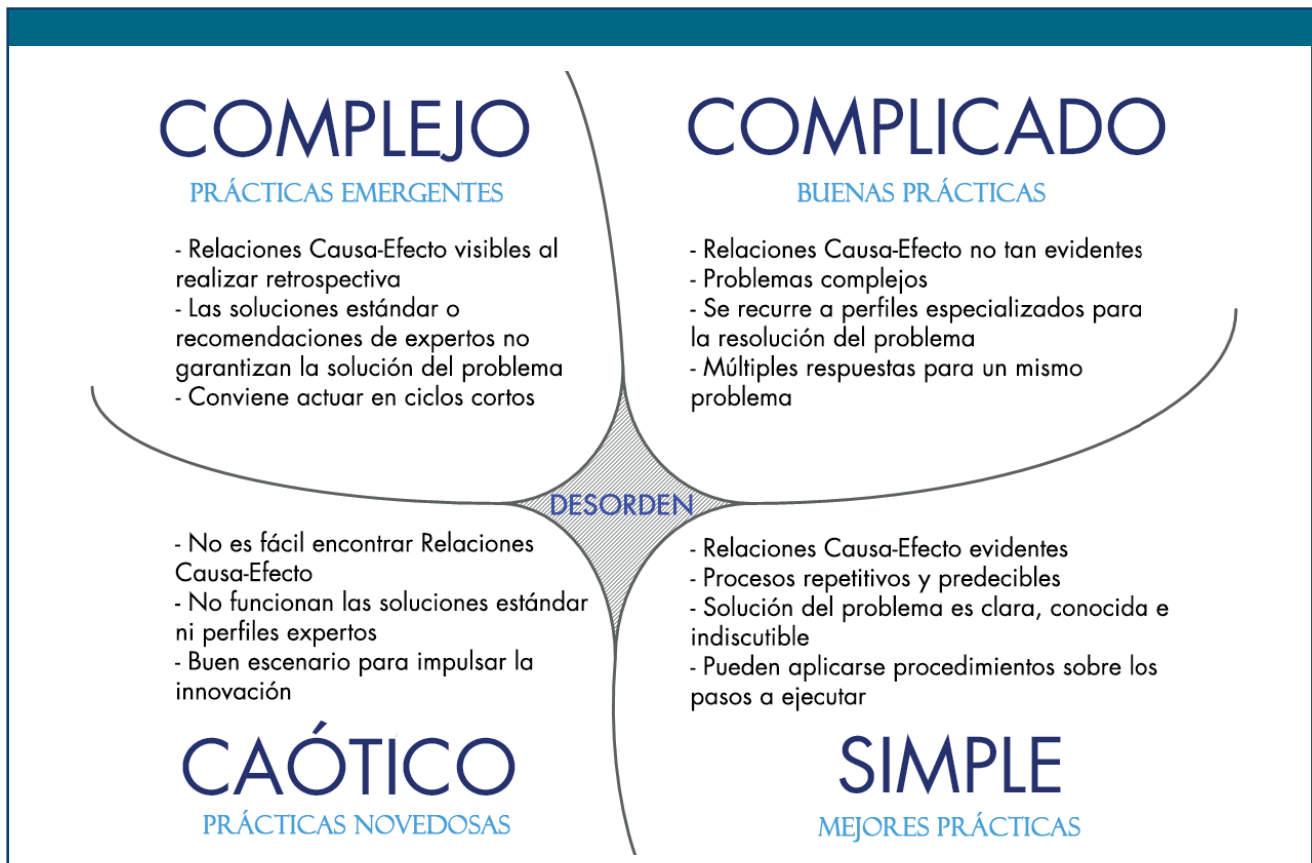 COMPLEJO
PRÁCTICAS EMERGENTES
- Relaciones Causa-Efecto visibles al
realizar retrospectiva
- Las soluciones estándar o
recomendaciones de expertos no
garantizan la solución del problema
- Conviene actuar en ciclos cortos
COMPLICADO
BUENAS PRÁCTICAS
- Relaciones Causa-Efecto no tan evidentes
- Problemas complejos
- Se recurre a perfiles especializados para
la resolución del problema
- Múltiples respuestas para un mismo
problema
DESORDEN
- No es fácil encontrar Relaciones
Causa-Efecto
- No funcionan las soluciones estándar
ni perfiles expertos
- Buen escenario para impulsar la
innovación
CAÓTICO
PRÁCTICAS NOVEDOSAS
- Relaciones Causa-Efecto evidentes
- Procesos repetitivos y predecibles
- Solución del problema es clara, conocida e
indiscutible
- Pueden aplicarse procedimientos sobre los
pasos a ejecutar
SIMPLE
MEJORES PRÁCTICAS